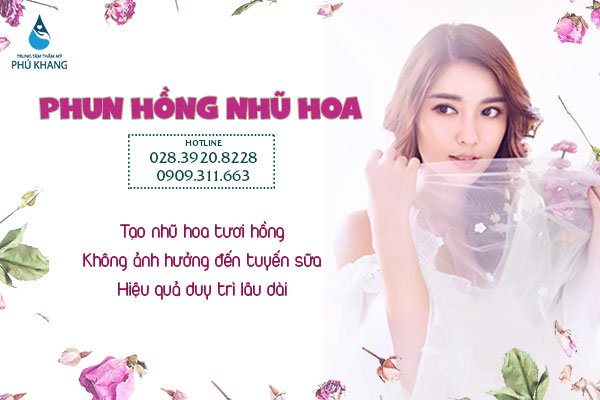 TRUNG TÂM THẨM MỸ
PHÚ KHANG
PHUN HỒNG NHŨ HOA
HOTLINE
028.3920.8228
0909.311.663
Tạo nhũ hoa tươi hồng
Không ảnh hưởng đến tuyến sữa
Hiệu quả duy trì lâu dài